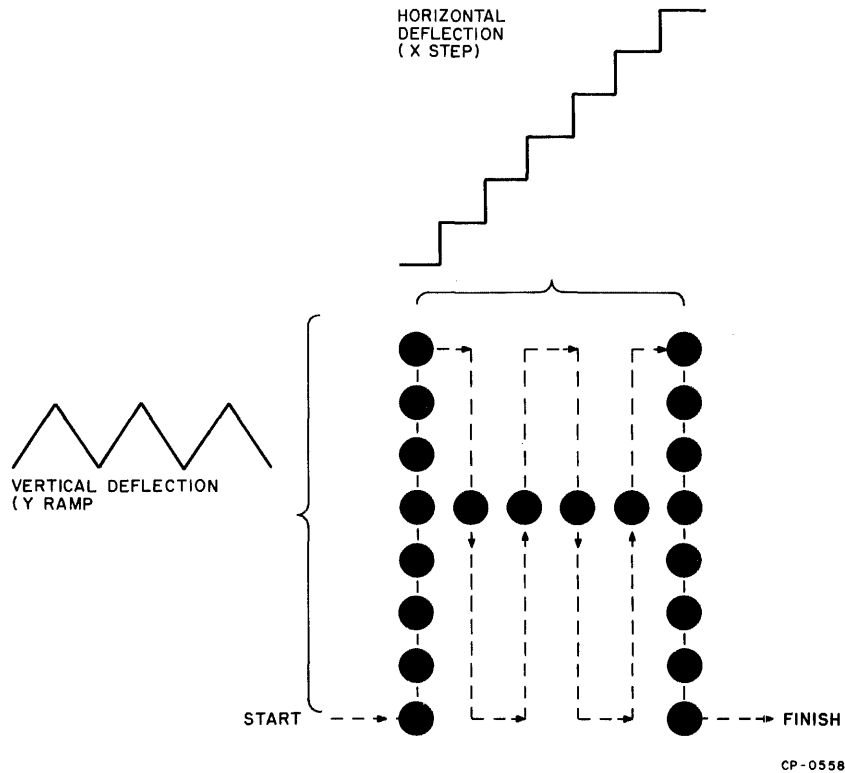 HORIZONTAL
DEFLECTION
( X STEP)
VERTICAL DEFLECTION
(Y RAMP
START
FINISH
CP-0558